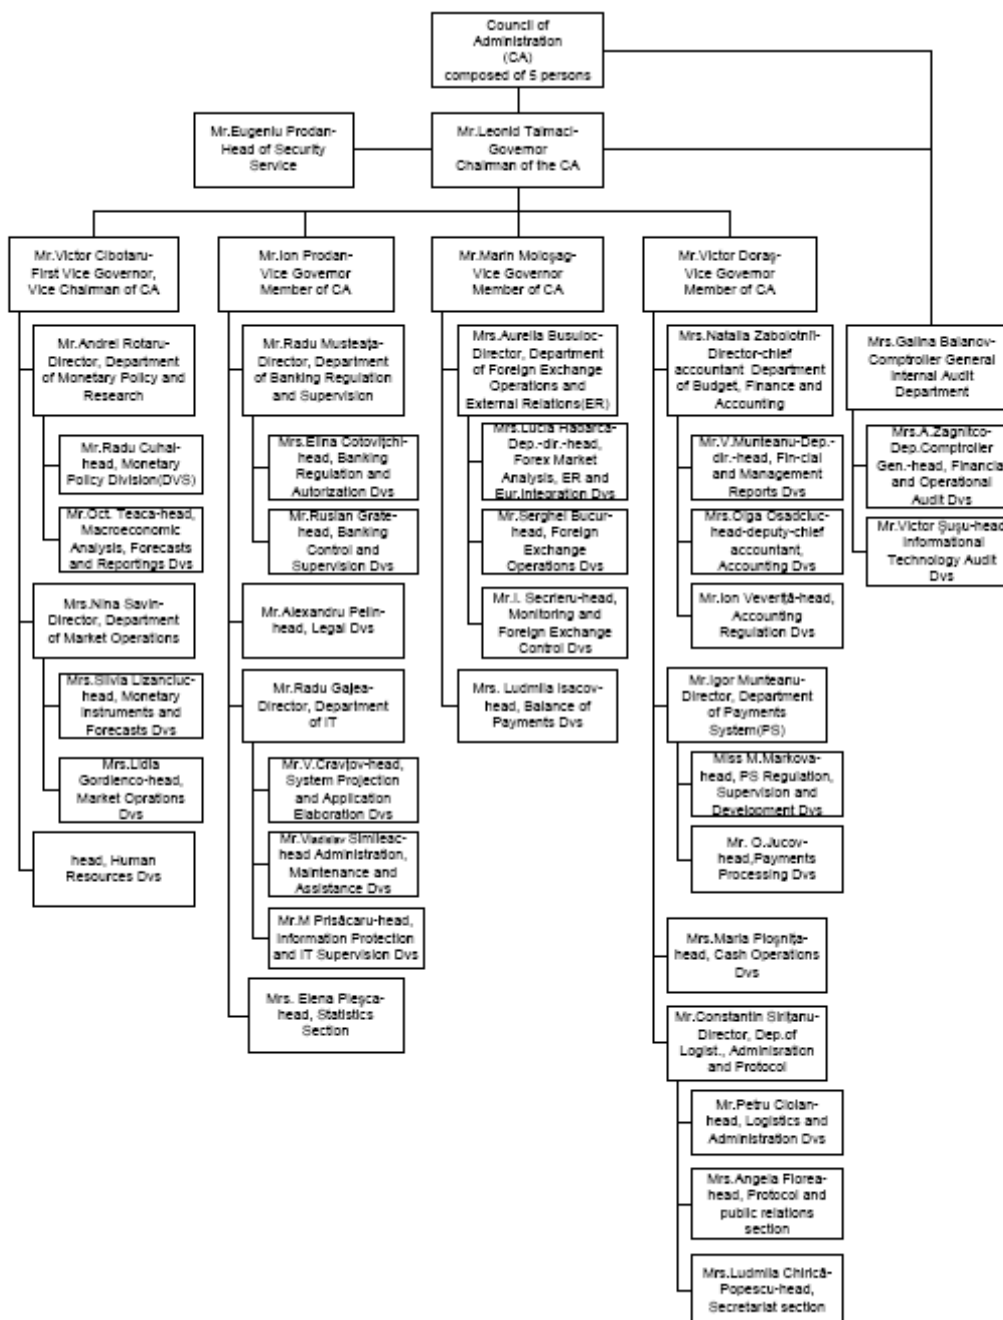 Council of
Administration
(CA)
composed of 5 persons
Mr.Eugeniu Prodan-
Head of Security
Service
Mr.Leonid Talmaci-
Governor
Chairman of the CA
Mr.Victor Cibotaru-
First Vice Governor,
Vice Chairman of CA
Mr.Ion Prodan-
Vice Governor
Member of CA
Mr.Marin Moloşag-
Vice Governor
Member of CA
Mr.Victor Doraş-
Vice Governor
Member of CA
Mr.Andrei Rotaru-
Director, Department
of Monetary Policy and
Research
Mr.Radu Cuhal-
head, Monetary
Policy Division(DVS)
Mr.Oct. Teaca-head,
Macroeconomic
Analysis, Forecasts
and Reportings Dvs
Mrs.Nina Savin-
Director, Department
of Market Operations
Mrs.Silvia Lizanciuc-
head, Monetary
Instruments and
Forecasts Dvs
Mrs.Lidia
Gordienco-head,
Market Oprations
Dvs
head, Human
Resources Dvs
Mr.Radu Musteaţa-
Director, Department
of Banking Regulation
and Supervision
Mrs.Elina Cotoviţchi-
head, Banking
Regulation and
Autorization Dvs
Mr.Ruslan Grate-
head, Banking
Control and
Supervision Dvs
Mr.Alexandru Pelin-
head, Legal Dvs
Mr.Radu Gajea-
Director, Department
of IT
Mr.V.Cravţov-head,
System Projection
and Application
Elaboration Dvs
Mr.Vladislav Simileac-
head Administration,
Maintenance and
Assistance Dvs
Mr.M Prisăcaru-head,
Information Protection
and IT Supervision Dvs
Mrs. Elena Pleşca-
head, Statistics
Section
Mrs.Aurelia Busuioc-
Director, Department
of Foreign Exchange
Operations and
External Relations(ER)
Mrs.Lucia Hadârcă-
Dep.-dir.-head,
Forex Market
Analysis, ER and
Eur.Integration Dvs
Mr.Serghei Bucur-
head, Foreign
Exchange
Operations Dvs
Mr.I. Secrieru-head,
Monitoring and
Foreign Exchange
Control Dvs
Mrs. Ludmila Isacov-
head, Balance of
Payments Dvs
Mrs.Natalia Zabolotnîi-
Director-chief
accountant Department
of Budget, Finance and
Accounting
Mr.V.Munteanu-Dep.-
dir.-head, Fin-cial
and Management
Reports Dvs
Mrs.Olga Osadciuc-
head-deputy-chief
accountant,
Accounting Dvs
Mr.Ion Veveriţă-head,
Accounting
Regulation Dvs
Mr.Igor Munteanu-
Director, Department
of Payments
System(PS)
Miss M.Markova-
head, PS Regulation,
Supervision and
Development Dvs
Mr. O.Jucov-
head,Payments
Processing Dvs
Mrs.Maria Ploşniţa-
head, Cash Operations
Dvs
Mr.Constantin Siriţanu-
Director, Dep.of
Logist., Adminisration
and Protocol
Mr.Petru Ciolan-
head, Logistics and
Administration Dvs
Mrs.Angela Florea-
head, Protocol and
public relations
section
Mrs.Ludmila Chirică-
Popescu-head,
Secretariat section
Mrs.Galina Balanov-
Comptroller General
Internal Audit
Department
Mrs.A.Zagnitco-
Dep.Comptroller
Gen.-head, Financial
and Operational
Audit Dvs
Mr.Victor Şuşu-head
Informational
Technology Audit
Dvs